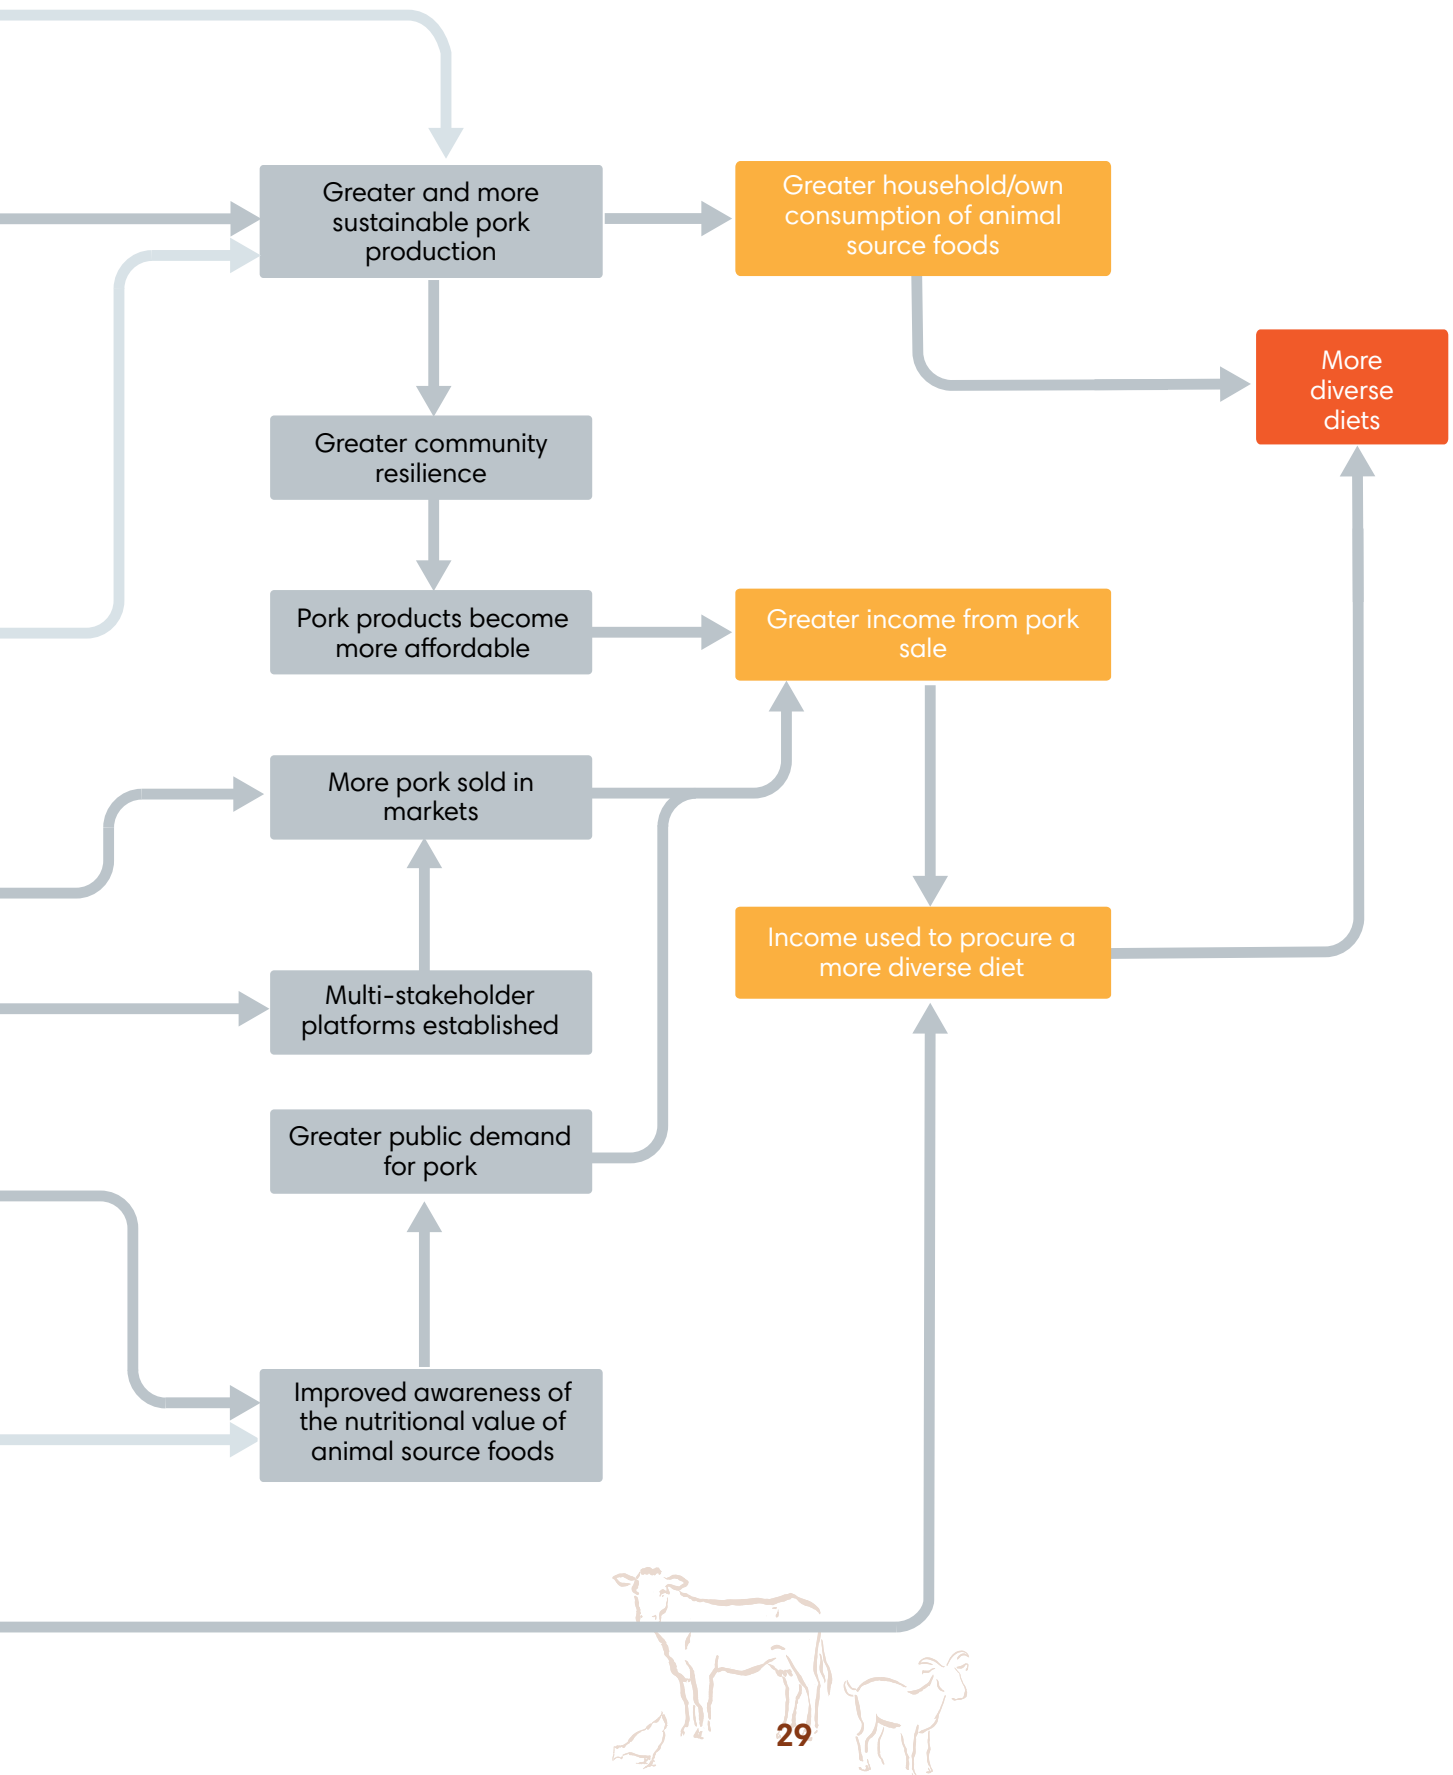 Greater and more
sustainable pork
production
Greater household/own
consumption of animal
source foods
More
diverse
diets
Greater community
resilience
Pork products become
more affordable
Greater income from pork
sale
More pork sold in
markets
Income used to procure a
more diverse diet
Multi-stakeholder
platforms established
Greater public demand
for pork
Improved awareness of
the nutritional value of
animal source foods
29